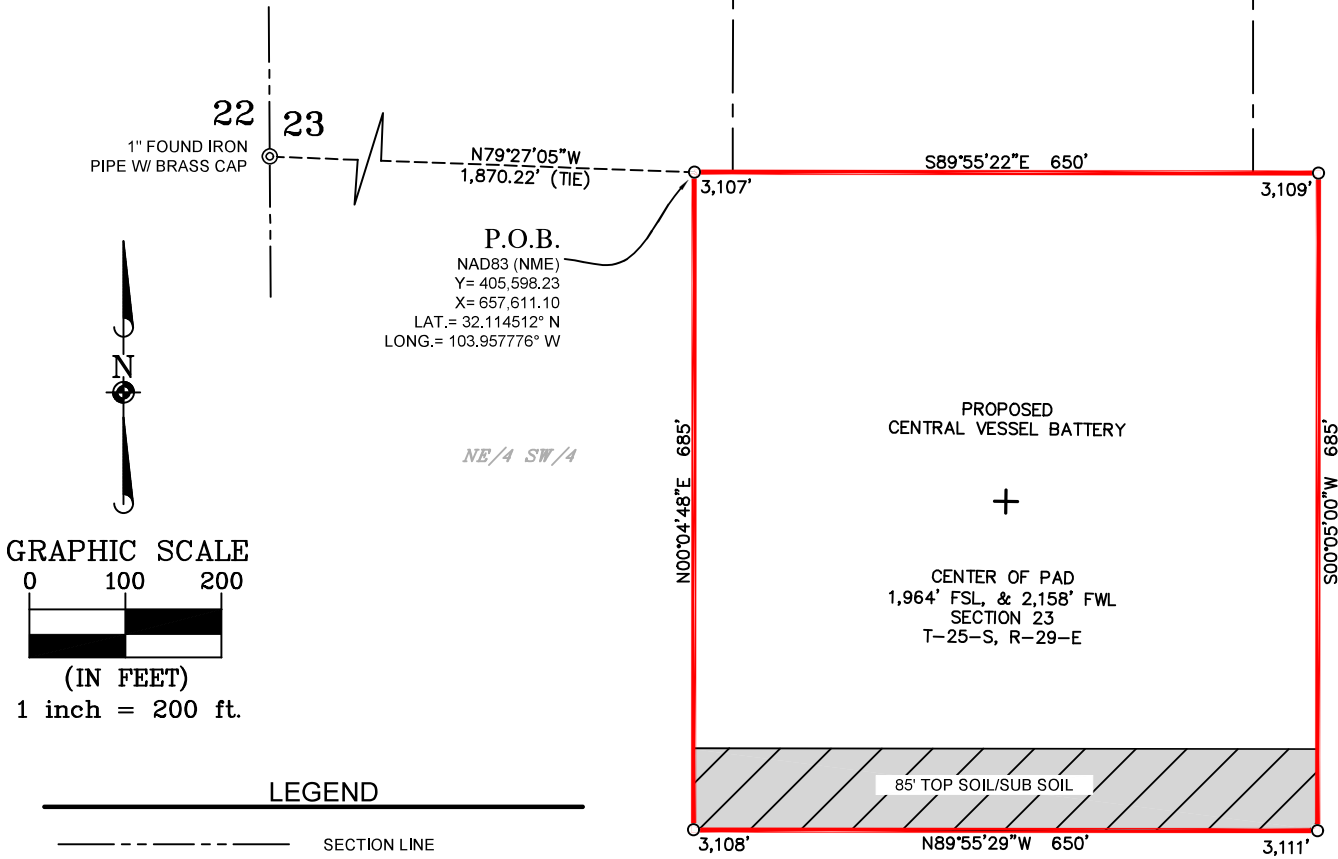 22
23
1" FOUND IRON
PIPE W/ BRASS CAP
N79°27'05"W
1,870.22' (TIE)
S89°55'22"E 650'
3,107'
3,109'
P.O.B.
NAD83 (NME)
Y= 405,598.23
X= 657,611.10
LAT.= 32.114512° N
LONG.= 103.957776° W
N
NE/4 SW/4
N00°04'48"E 685'
PROPOSED
CENTRAL VESSEL BATTERY
S00°05'00"W 685'
CENTER OF PAD
1,964' FSL, & 2,158' FWL
SECTION 23
T-25-S, R-29-E
GRAPHIC SCALE
0 100 200
(IN FEET)
1 inch = 200 ft.
85' TOP SOIL/SUB SOIL
3,108'
N89°55'29"W 650'
3,111'
LEGEND
SECTION LINE